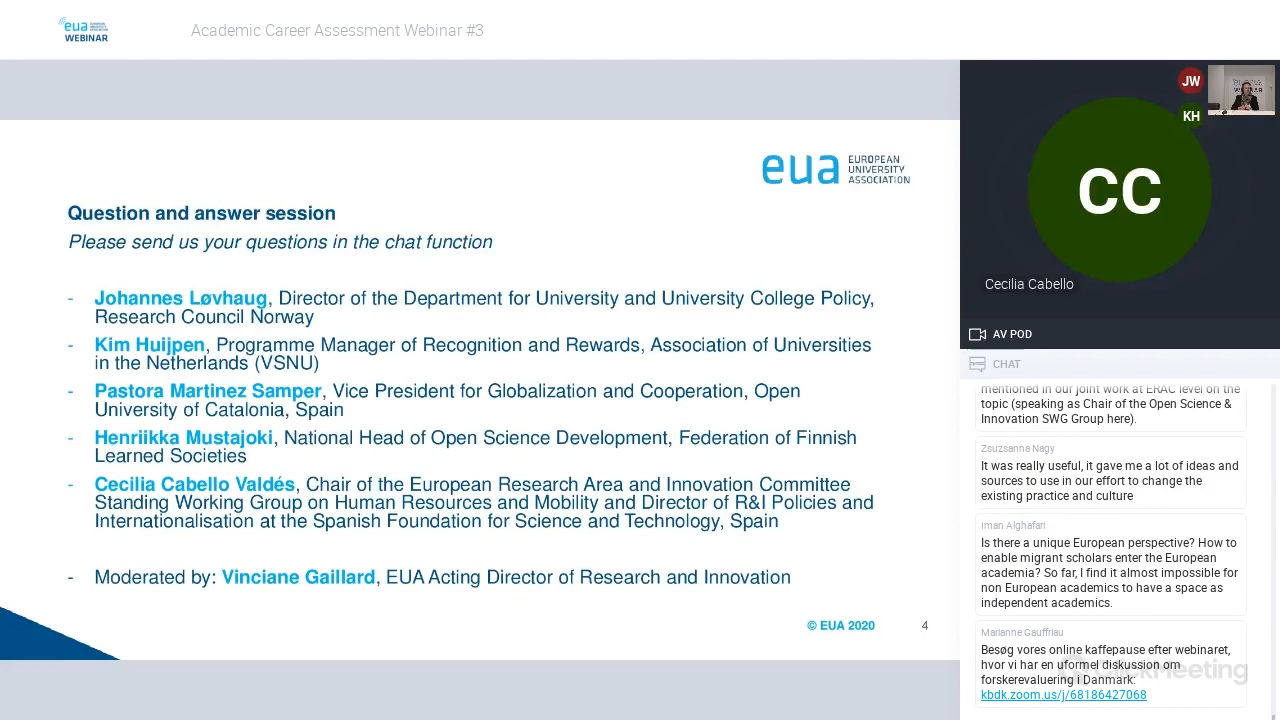 eua EUROPEAN UNIVERSITY ASSOCIATION
WEBINAR
Academic Career Assessment Webinar #3
eua EUROPEAN
UNIVERSITY
ASSOCIATION
Question and answer session
Please send us your questions in the chat function
- Johannes Løvhaug, Director of the Department for University and University College Policy,
Research Council Norway
- Kim Huijpen, Programme Manager of Recognition and Rewards, Association of Universities
in the Netherlands (VSNU)
- Pastora Martinez Samper, Vice President for Globalization and Cooperation, Open
University of Catalonia, Spain
- Henriikka Mustajoki, National Head of Open Science Development, Federation of Finnish
Learned Societies
- Cecilia Cabello Valdés, Chair of the European Research Area and Innovation Committee
Standing Working Group on Human Resources and Mobility and Director of R&I Policies and
Internationalisation at the Spanish Foundation for Science and Technology, Spain
- Moderated by: Vinciane Gaillard, EUA Acting Director of Research and Innovation
© EUA 2020
4
JW
KH
CC
Cecilia Cabello
AV POD
CHAT
mentioned in our joint work at ERAC level on the
topic (speaking as Chair of the Open Science &
Innovation SWG Group here).
Zsuzsanna Nagy
It was really useful, it gave me a lot of ideas and
sources to use in our effort to change the
existing practice and culture
Iman Alghafari
Is there a unique European perspective? How to
enable migrant scholars enter the European
academia? So far, I find it almost impossible for
non European academics to have a space as
independent academics.
Marianne Gauffriau
Besøg vores online kaffepause efter webinaret,
hvor vi har en uformel diskussion om
forskerevaluering i Danmark:
kbdk.zoom.us/j/68186427068
ClickMeeting